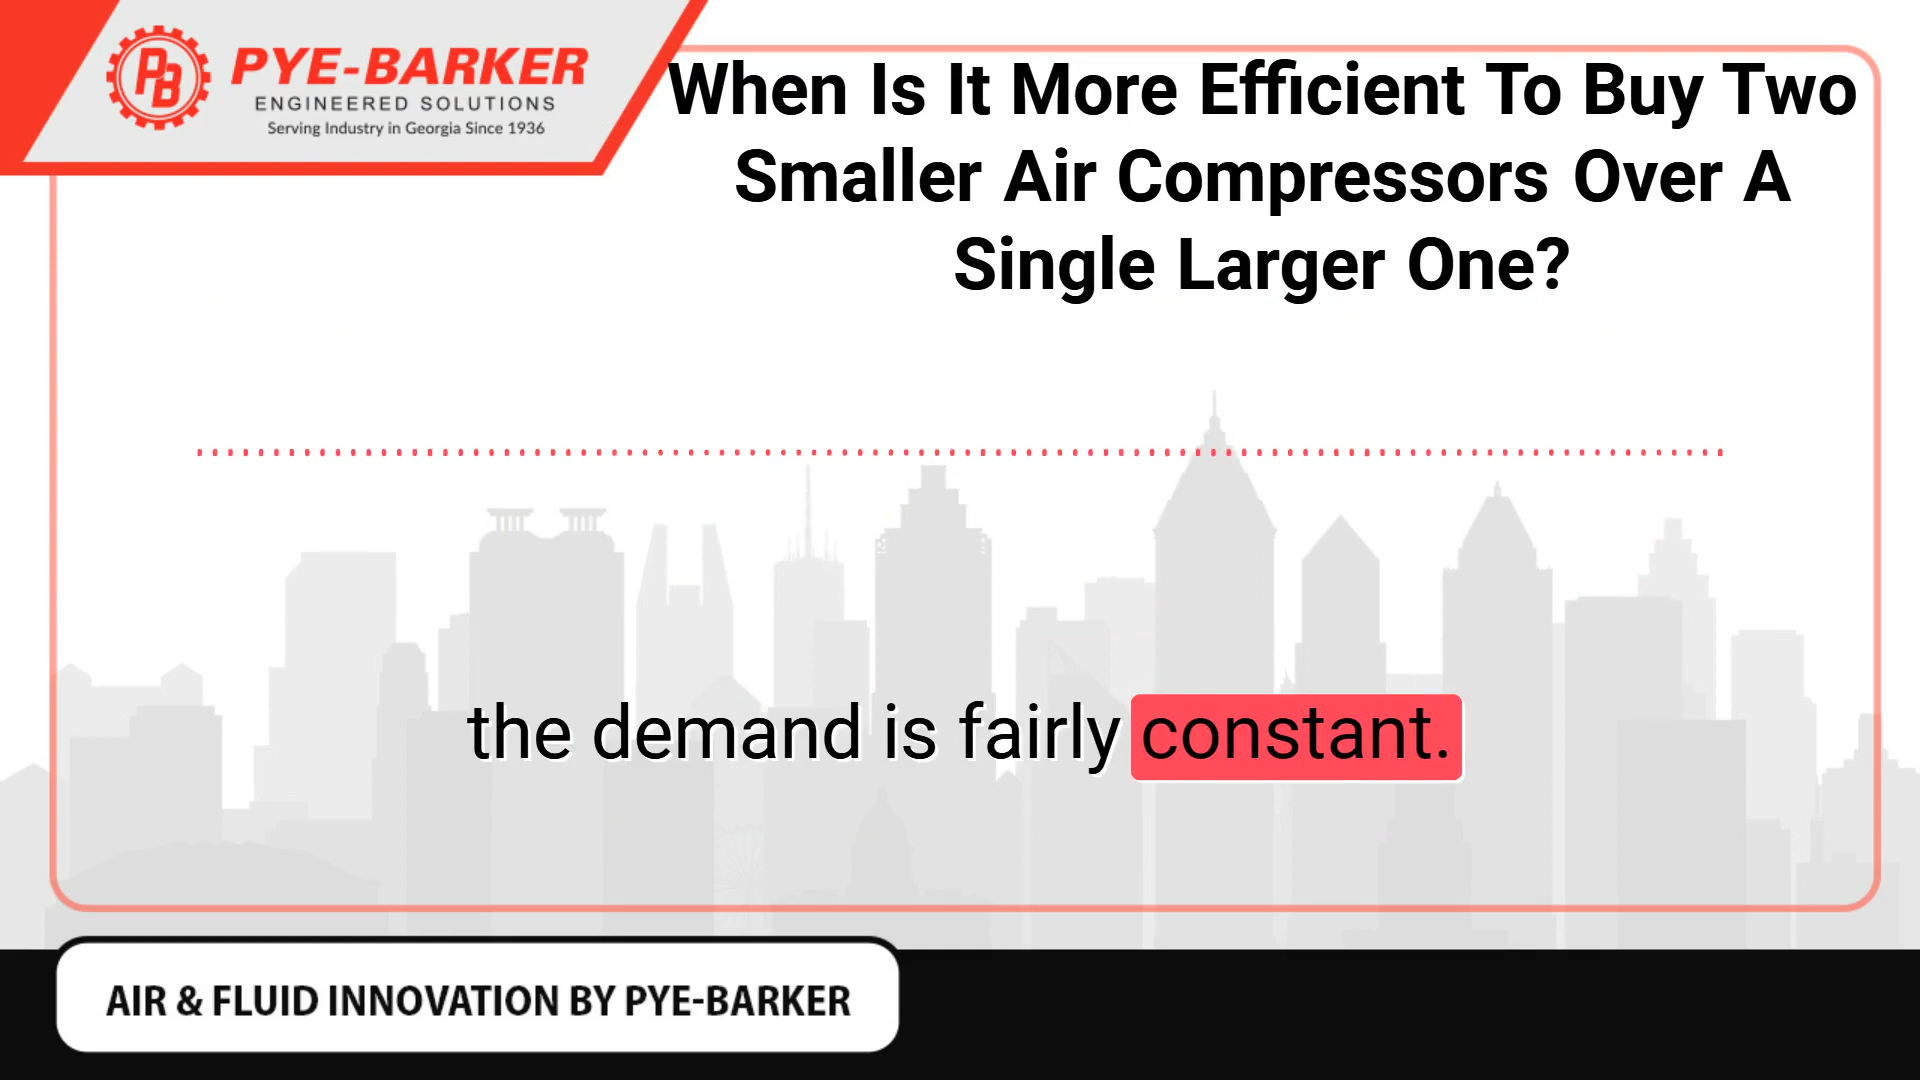 PB
PYE-BARKER
ENGINEERED SOLUTIONS
Serving Industry in Georgia Since 1936
When Is It More Efficient To Buy Two
Smaller Air Compressors Over A
Single Larger One?
the demand is fairly constant.
AIR & FLUID INNOVATION BY PYE-BARKER